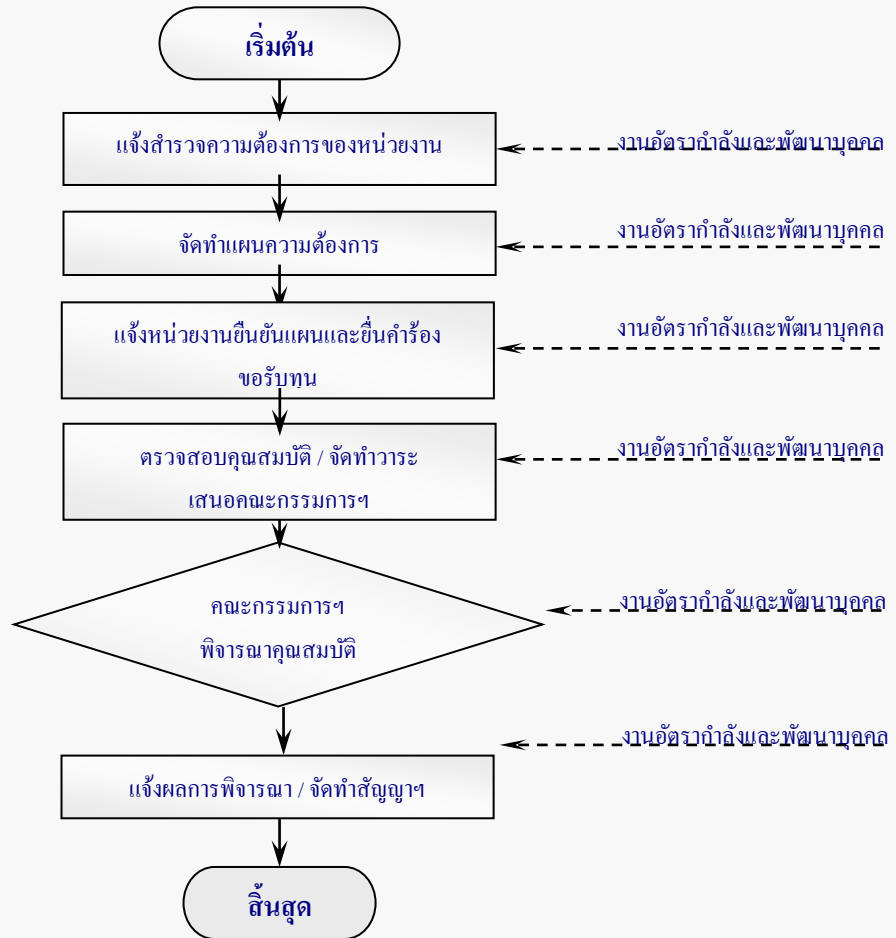 เริ่มต้น
แจ้งสำรวจความต้องการของหน่วยงาน
งานอัตรากำลังและพัฒนาบุคคล
จัดทำแผนความต้องการ
งานอัตรากำลังและพัฒนาบุคคล
แจ้งหน่วยงานยืนยันแผนและยื่นคำร้อง
ขอรับทุน
งานอัตรากำลังและพัฒนาบุคคล
ตรวจสอบคุณสมบัติ / จัดทำวาระ
เสนอคณะกรรมการฯ
งานอัตรากำลังและพัฒนาบุคคล
คณะกรรมการฯ
พิจารณาคุณสมบัติ
งานอัตรากำลังและพัฒนาบุคคล
งานอัตรากำลังและพัฒนาบุคคล
แจ้งผลการพิจารณา / จัดทำสัญญาฯ
สิ้นสุด